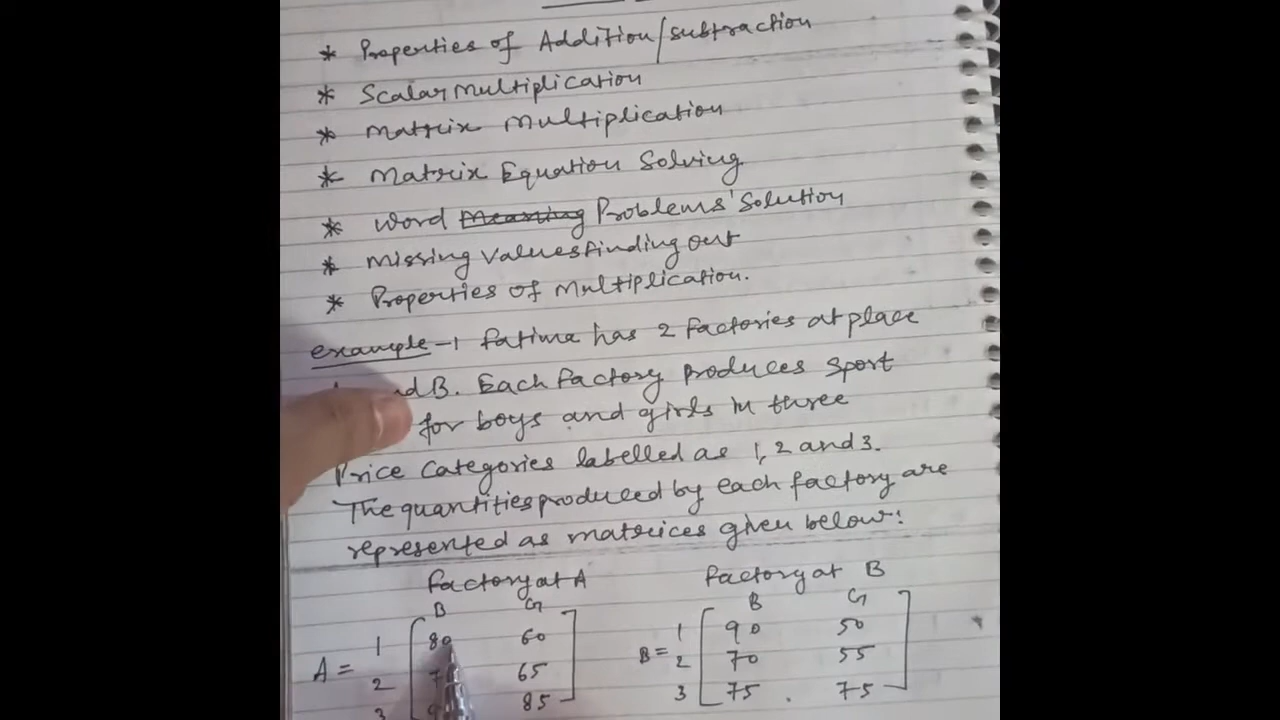 * Properties of Addition/subtraction
* Scalar Multiplication
* Matrix Multiplication
* Matrix Equation Solving
* Word Meaning Problems' Solution
* Missing Values Finding out
* Properties of Multiplication.
example-1 Fatima has 2 factories at place
B. Each factory produces sport
for boys and girls in three
Price Categories labelled as 1, 2 and 3.
The quantities produced by each factory are
represented as matrices given below:
Factory at A Factory at B
B G B G
1 80 60 1 90 50
A = 2 65 B = 2 70 55
3 85 3 75 75